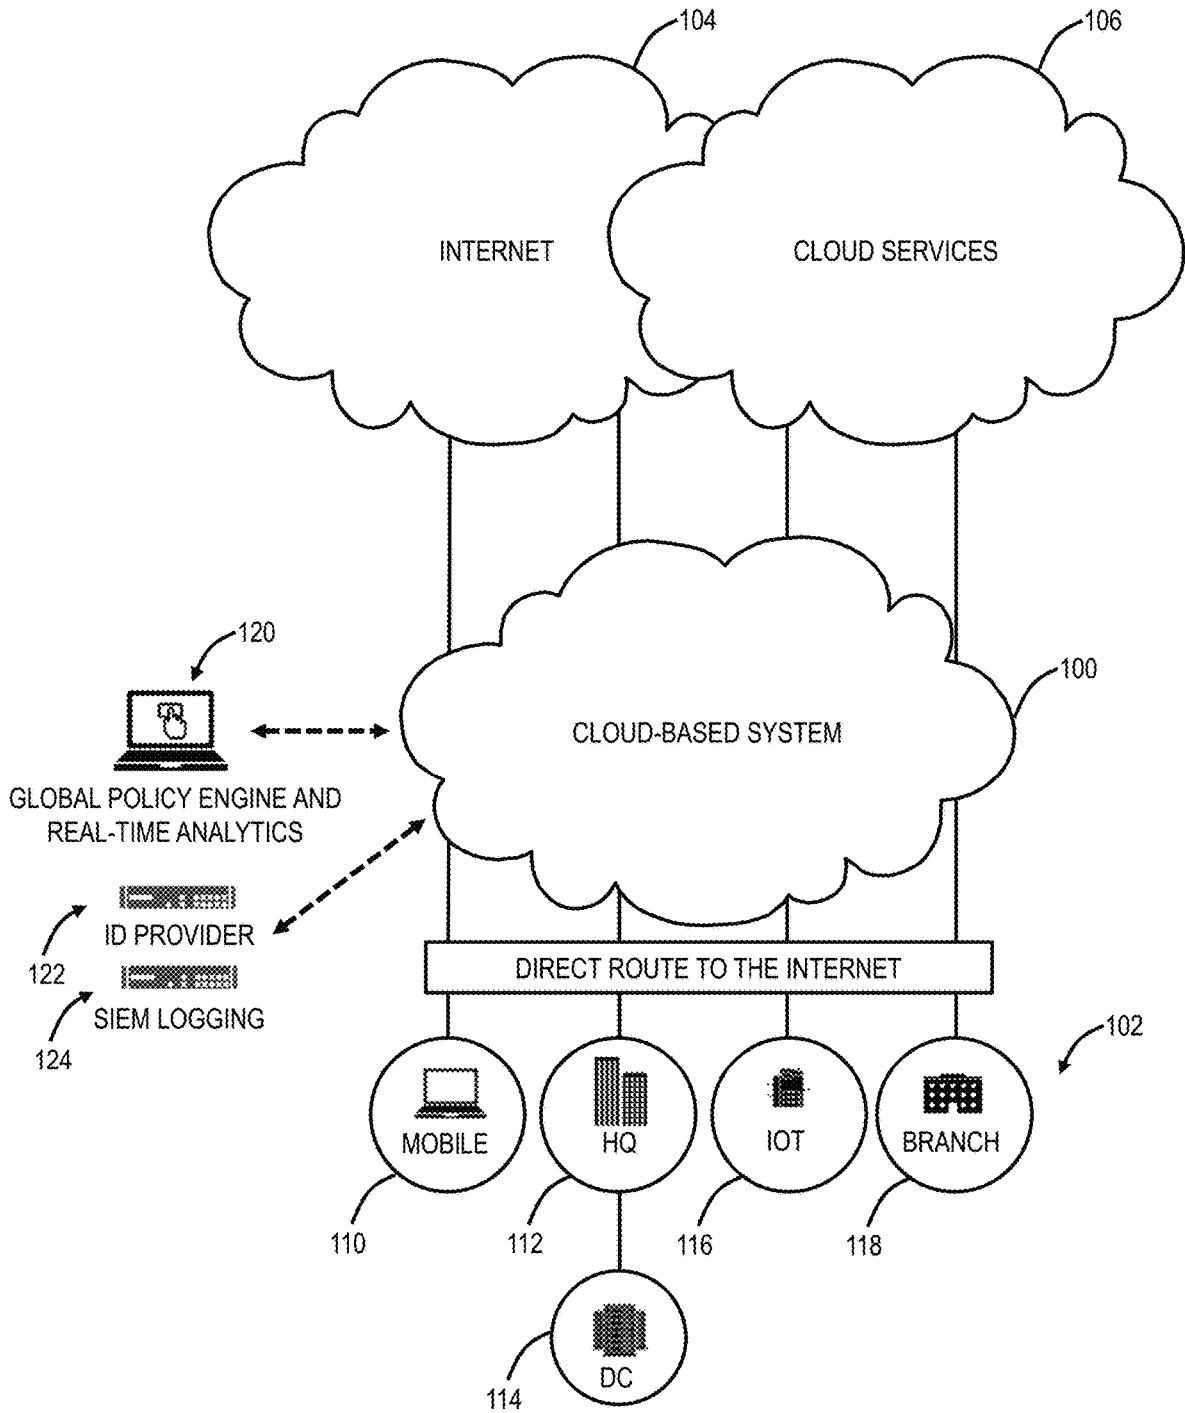 104
106
INTERNET
CLOUD SERVICES
120
100
CLOUD-BASED SYSTEM
GLOBAL POLICY ENGINE AND
REAL-TIME ANALYTICS
ID PROVIDER
122
DIRECT ROUTE TO THE INTERNET
SIEM LOGGING
124
102
MOBILE
HQ
IOT
BRANCH
110
112
116
118
DC
114